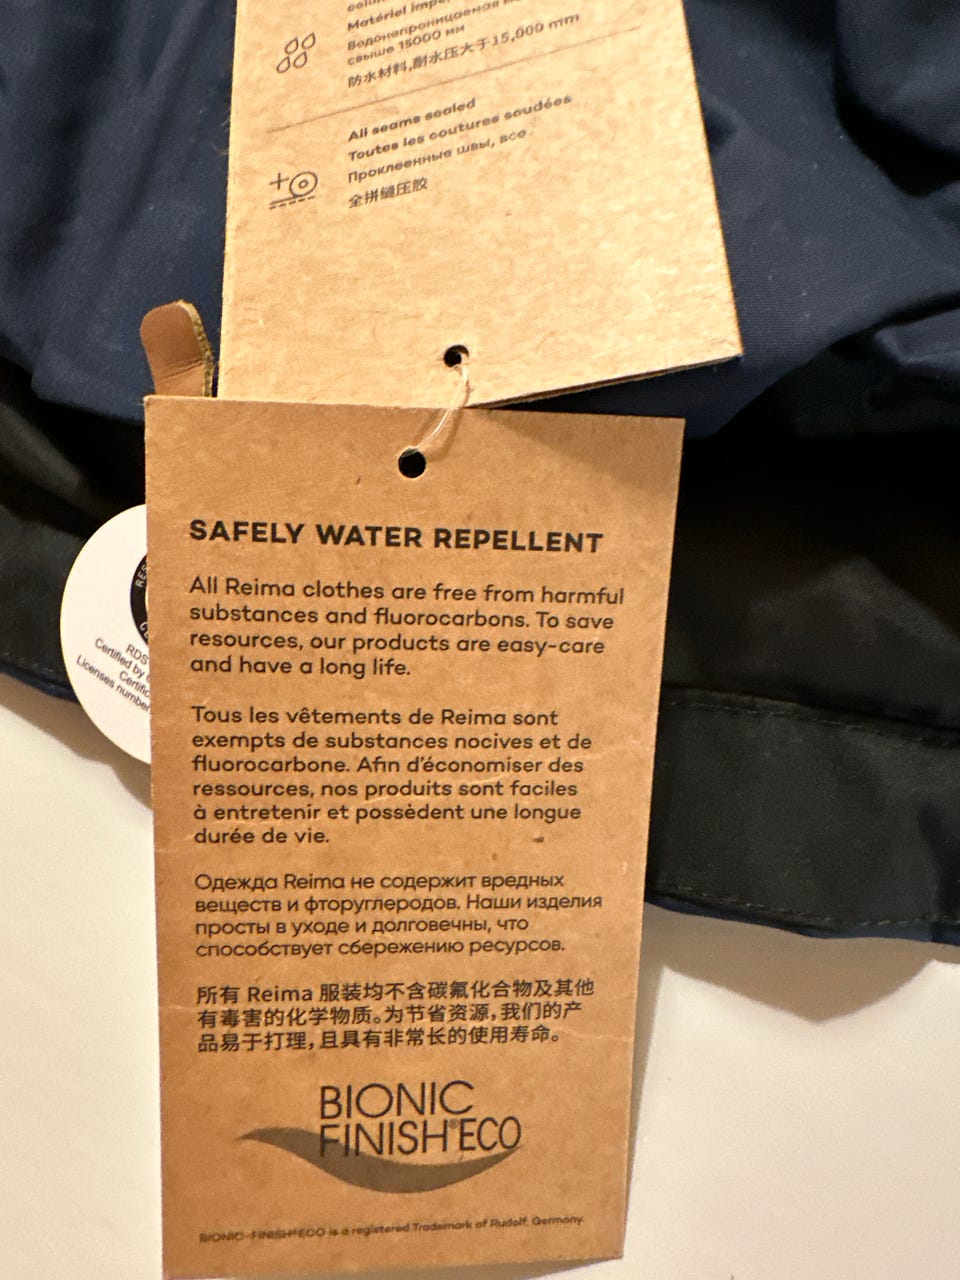 Matériel
Водонепроницаемая
свыше 15000 мм
防水材料,耐水压大于15,000 mm
All seams sealed
Toutes les coutures soudées
Проклеенные швы, все.
全拼缝压胶
SAFELY WATER REPELLENT
All Reima clothes are free from harmful
substances and fluorocarbons. To save
resources, our products are easy-care
and have a long life.
Tous les vêtements de Reima sont
exempts de substances nocives et de
fluorocarbone. Afin d'économiser des
ressources, nos produits sont faciles
à entretenir et possèdent une longue
durée de vie.
Одежда Reima не содержит вредных
веществ и фторуглеродов. Наши изделия
просты в уходе и долговечны, что
способствует сбережению ресурсов.
所有 Reima 服装均不含碳氟化合物及其他
有毒害的化学物质。为节省资源,我们的产
品易于打理,且具有非常长的使用寿命。
BIONIC
FINISH®ECO
BIONIC-FINISH®ECO is a registered Trademark of Rudolf, Germany.
RDS
Certified by
Licenses number